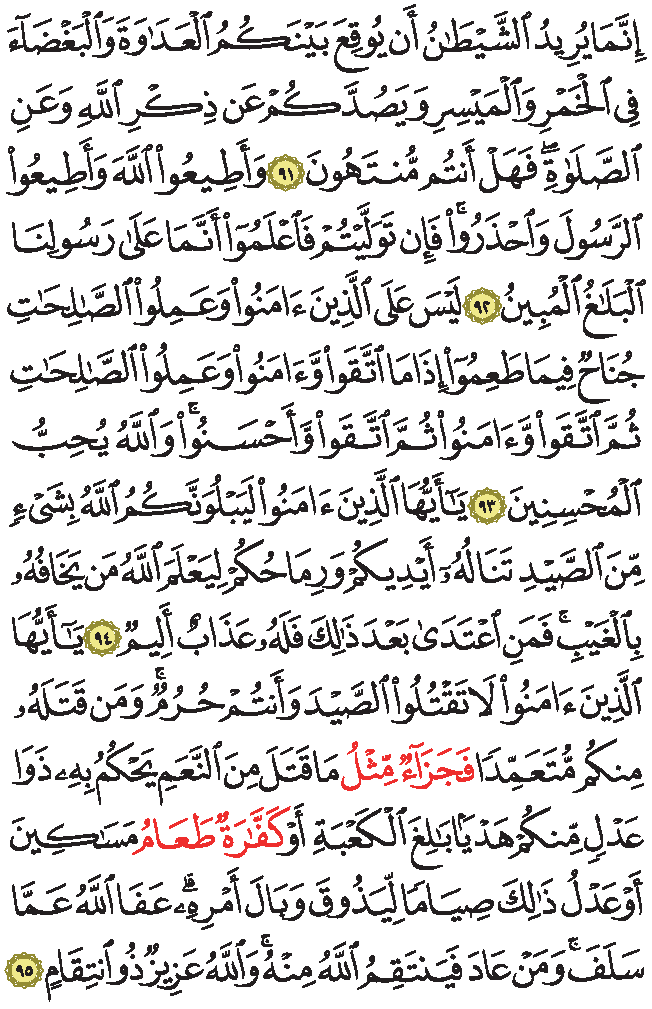 إِنَّمَا يُرِيدُ ٱلشَّيْطَٰنُ أَن يُوقِعَ بَيْنَكُمُ ٱلْعَدَٰوَةَ وَٱلْبَغْضَآءَ
فِي ٱلْخَمْرِ وَٱلْمَيْسِرِ وَيَصُدَّكُمْ عَن ذِكْرِ ٱللَّهِ وَعَنِ
ٱلصَّلَوٰةِۖ فَهَلْ أَنتُم مُّنتَهُونَ ٩١ وَأَطِيعُواْ ٱللَّهَ وَأَطِيعُواْ
ٱلرَّسُولَ وَٱحْذَرُواْۚ فَإِن تَوَلَّيْتُمْ فَٱعْلَمُوٓاْ أَنَّمَا عَلَىٰ رَسُولِنَا
ٱلْبَلَٰغُ ٱلْمُبِينُ ٩٢ لَيْسَ عَلَى ٱلَّذِينَ ءَامَنُواْ وَعَمِلُواْ ٱلصَّٰلِحَٰتِ
جُنَاحٌ فِيمَا طَعِمُوٓاْ إِذَا مَا ٱتَّقَواْ وَّءَامَنُواْ وَعَمِلُواْ ٱلصَّٰلِحَٰتِ
ثُمَّ ٱتَّقَواْ وَّءَامَنُواْ ثُمَّ ٱتَّقَواْ وَّأَحْسَنُواْۚ وَٱللَّهُ يُحِبُّ
ٱلْمُحْسِنِينَ ٩٣ يَٰٓأَيُّهَا ٱلَّذِينَ ءَامَنُواْ لَيَبْلُوَنَّكُمُ ٱللَّهُ بِشَيْءٍ
مِّنَ ٱلصَّيْدِ تَنَالُهُۥٓ أَيْدِيكُمْ وَرِمَاحُكُمْ لِيَعْلَمَ ٱللَّهُ مَن يَخَافُهُۥ
بِٱلْغَيْبِۚ فَمَنِ ٱعْتَدَىٰ بَعْدَ ذَٰلِكَ فَلَهُۥ عَذَابٌ أَلِيمٌ ٩٤ يَٰٓأَيُّهَا
ٱلَّذِينَ ءَامَنُواْ لَا تَقْتُلُواْ ٱلصَّيْدَ وَأَنتُمْ حُرُمٌۚ وَمَن قَتَلَهُۥ
مِنكُم مُّتَعَمِّدًا فَجَزَآءٌ مِّثْلُ مَا قَتَلَ مِنَ ٱلنَّعَمِ يَحْكُمُ بِهِۦ ذَوَا
عَدْلٍ مِّنكُمْ هَدْيَۢا بَٰلِغَ ٱلْكَعْبَةِ أَوْ كَفَّٰرَةٌ طَعَامُ مَسَٰكِينَ
أَوْ عَدْلُ ذَٰلِكَ صِيَامًا لِّيَذُوقَ وَبَالَ أَمْرِهِۦۗ عَفَا ٱللَّهُ عَمَّا
سَلَفَۚ وَمَنْ عَادَ فَيَنتَقِمُ ٱللَّهُ مِنْهُۚ وَٱللَّهُ عَزِيزٌ ذُو ٱنتِقَامٍ ٩٥